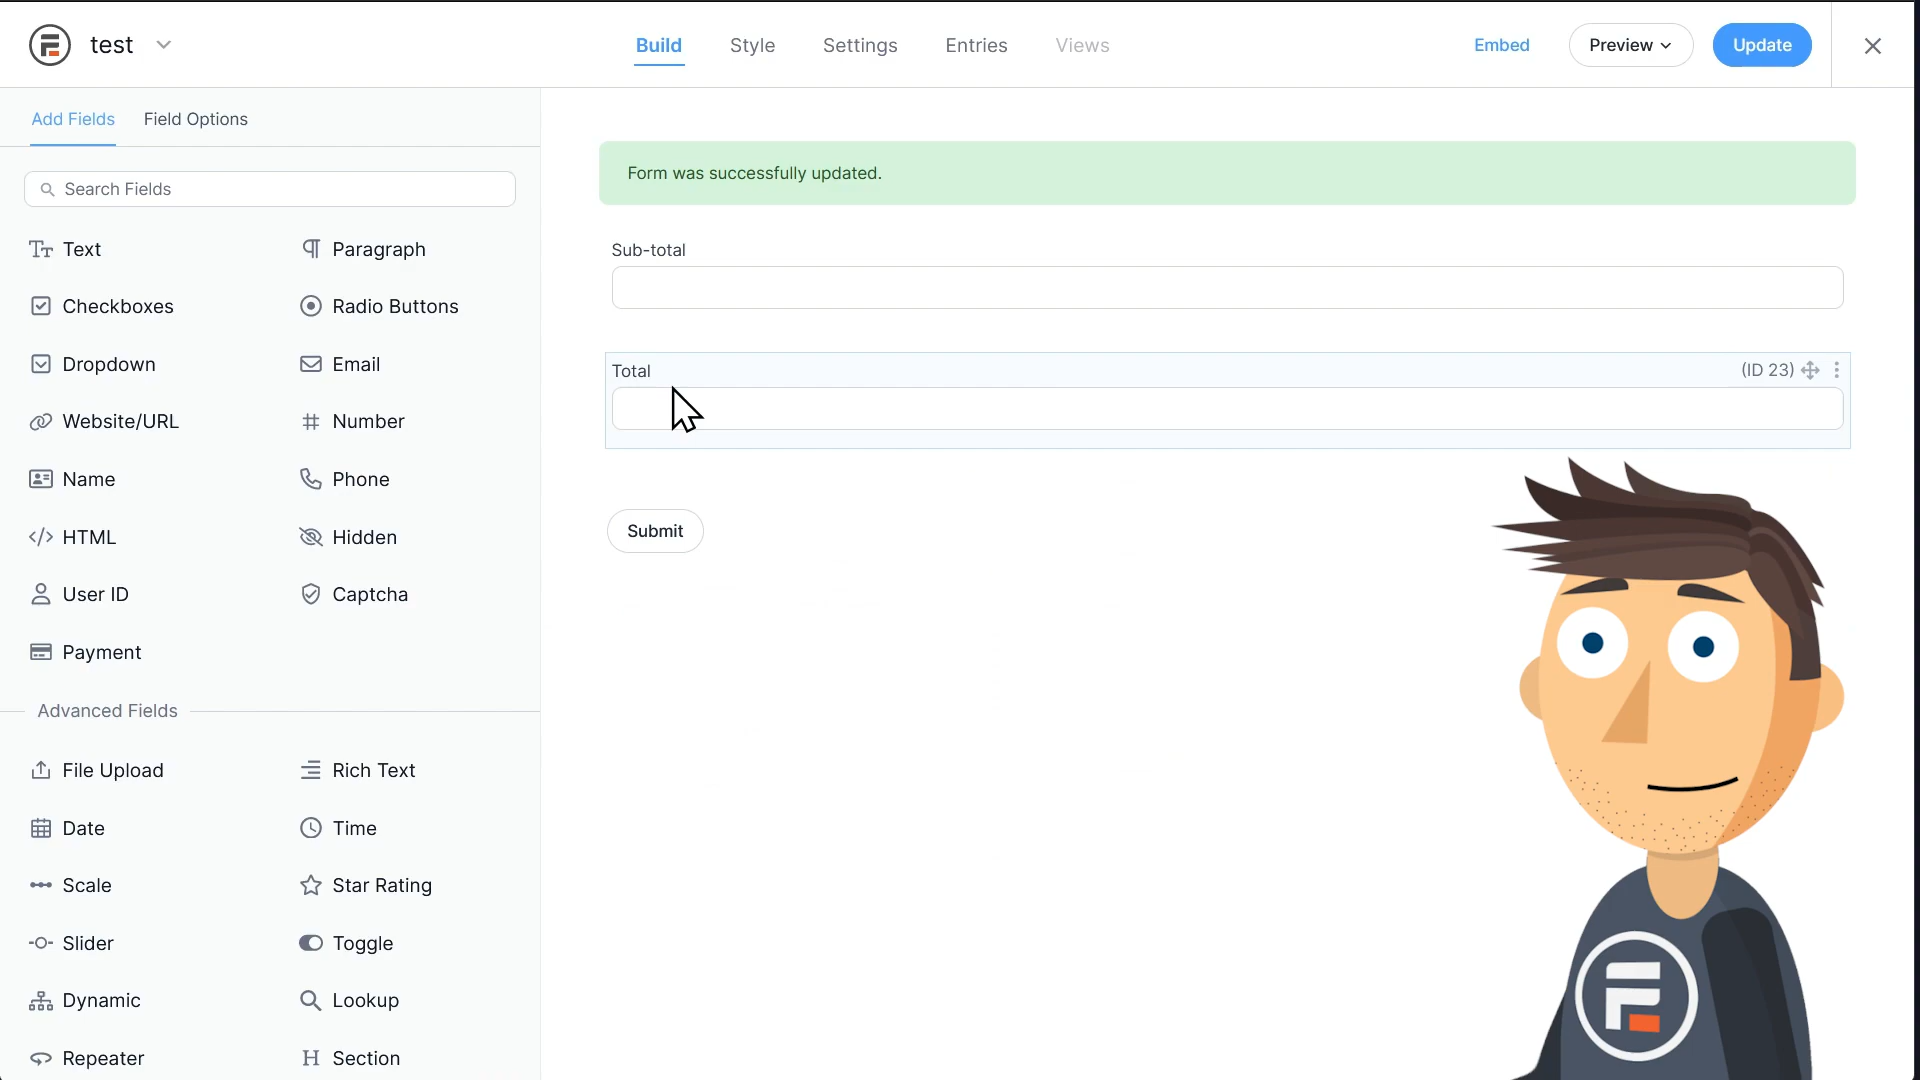 test
Build
Style
Settings
Entries
Views
Embed
Preview
Update
Add Fields
Field Options
Search Fields
Text
Paragraph
Checkboxes
Radio Buttons
Dropdown
Email
Website/URL
Number
Name
Phone
HTML
Hidden
User ID
Captcha
Payment
Advanced Fields
File Upload
Rich Text
Date
Time
Scale
Star Rating
Slider
Toggle
Dynamic
Lookup
Repeater
Section
Form was successfully updated.
Sub-total
Total
(ID 23)
Submit